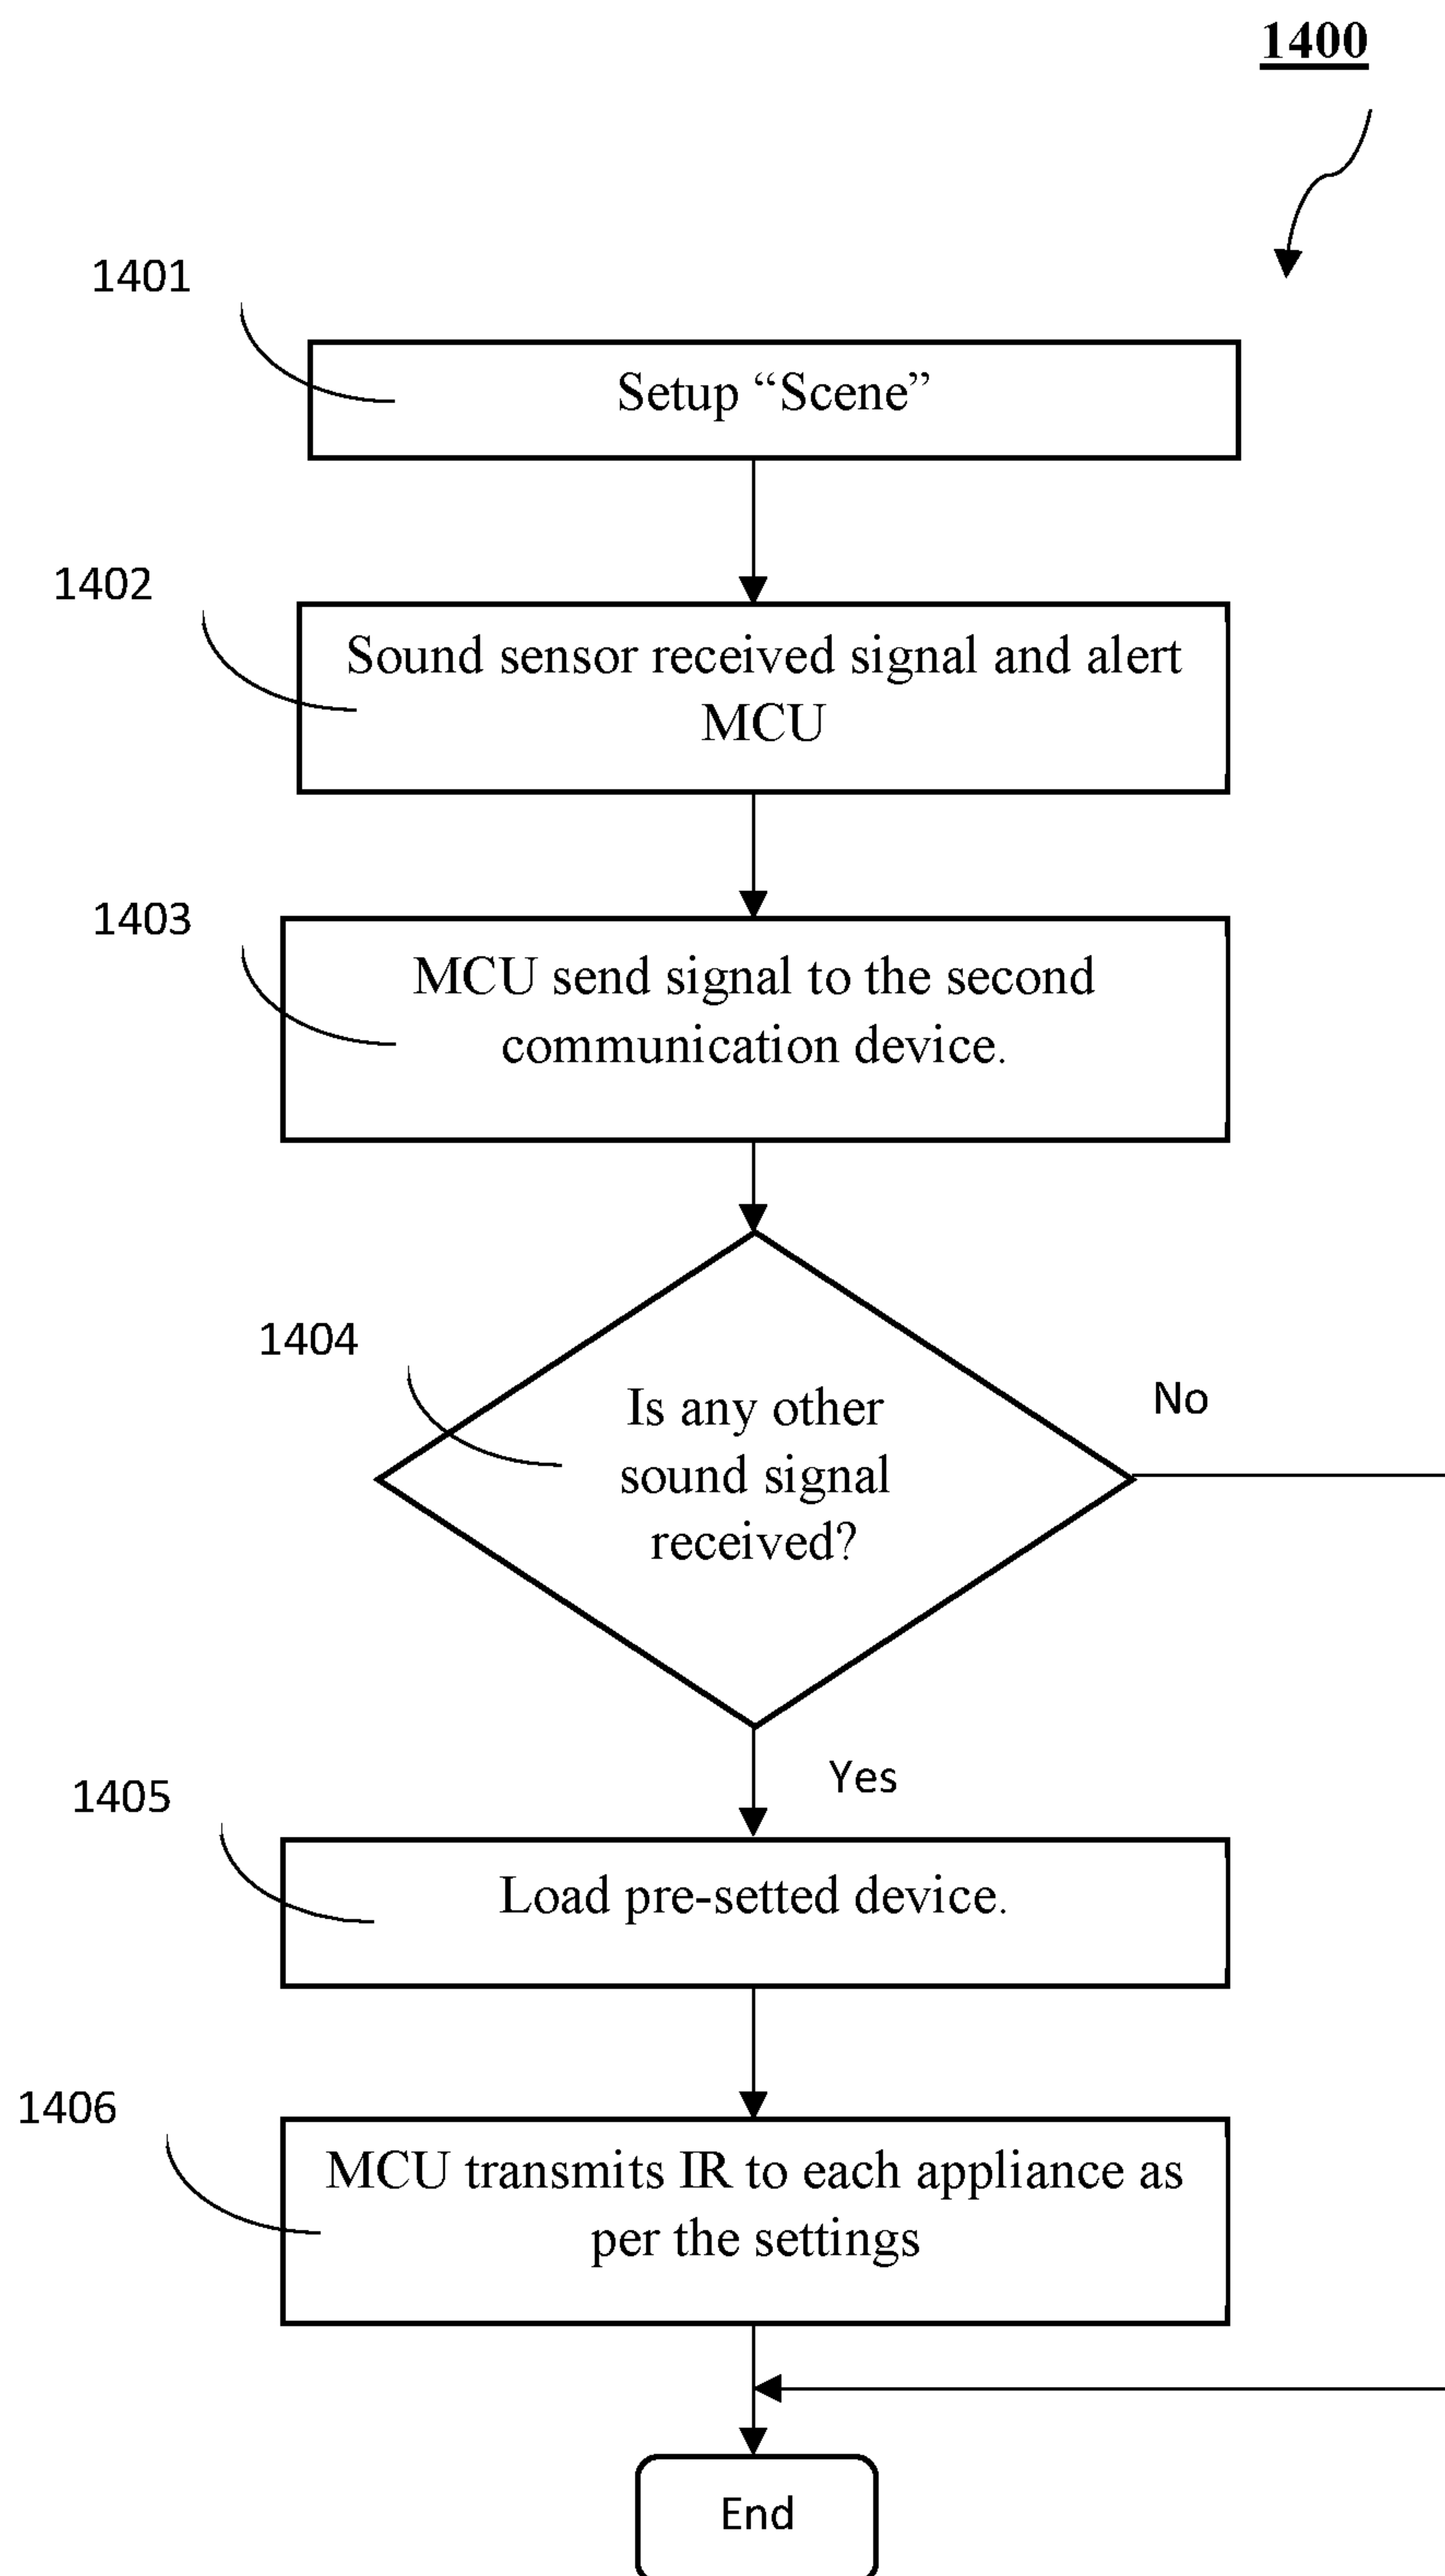 1400
1401
Setup “Scene”
1402
Sound sensor received signal and alert
MCU
1403
MCU send signal to the second
communication device.
1404
Is any other
sound signal
received?
No
Yes
1405
Load pre-setted device.
1406
MCU transmits IR to each appliance as
per the settings
End